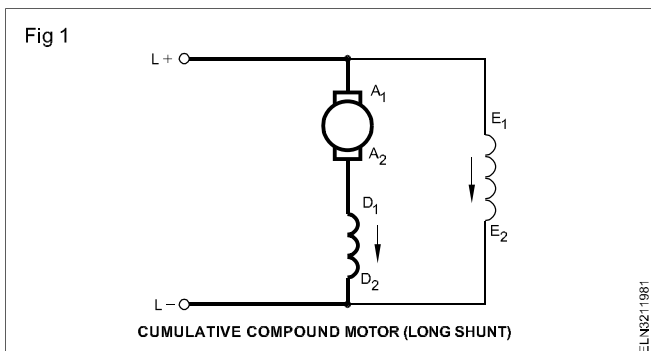 Fig 1
L +
A1
A2
E1
D1
E2
D2
L −
CUMULATIVE COMPOUND MOTOR (LONG SHUNT)
ELN3211981